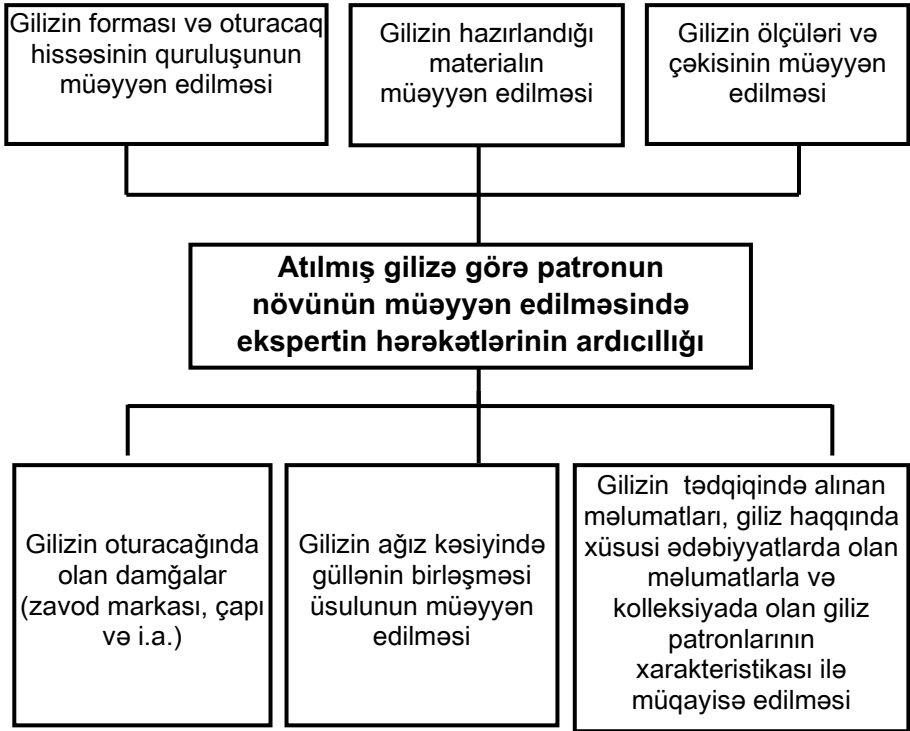 Gilizin forması və oturacaq
hissəsinin quruluşunun
müəyyən edilməsi
Gilizin hazırlandığı
materialın
müəyyən edilməsi
Gilizin ölçüləri və
çəkisinin müəyyən
edilməsi
Atılmış gilizə görə patronun
növünün müəyyən edilməsində
ekspertin hərəkətlərinin ardıcıllığı
Gilizin oturacağında
olan damğalar
(zavod markası, çapı
və i.a.)
Gilizin ağız kəsiyində
güllənin birləşməsi
üsulunun müəyyən
edilməsi
Gilizin tədqiqində alınan
məlumatları, giliz haqqında
xüsusi ədəbiyyatlarda olan
məlumatlarla və
kolleksiyada olan giliz
patronlarının
xarakteristikası ilə
müqayisə edilməsi